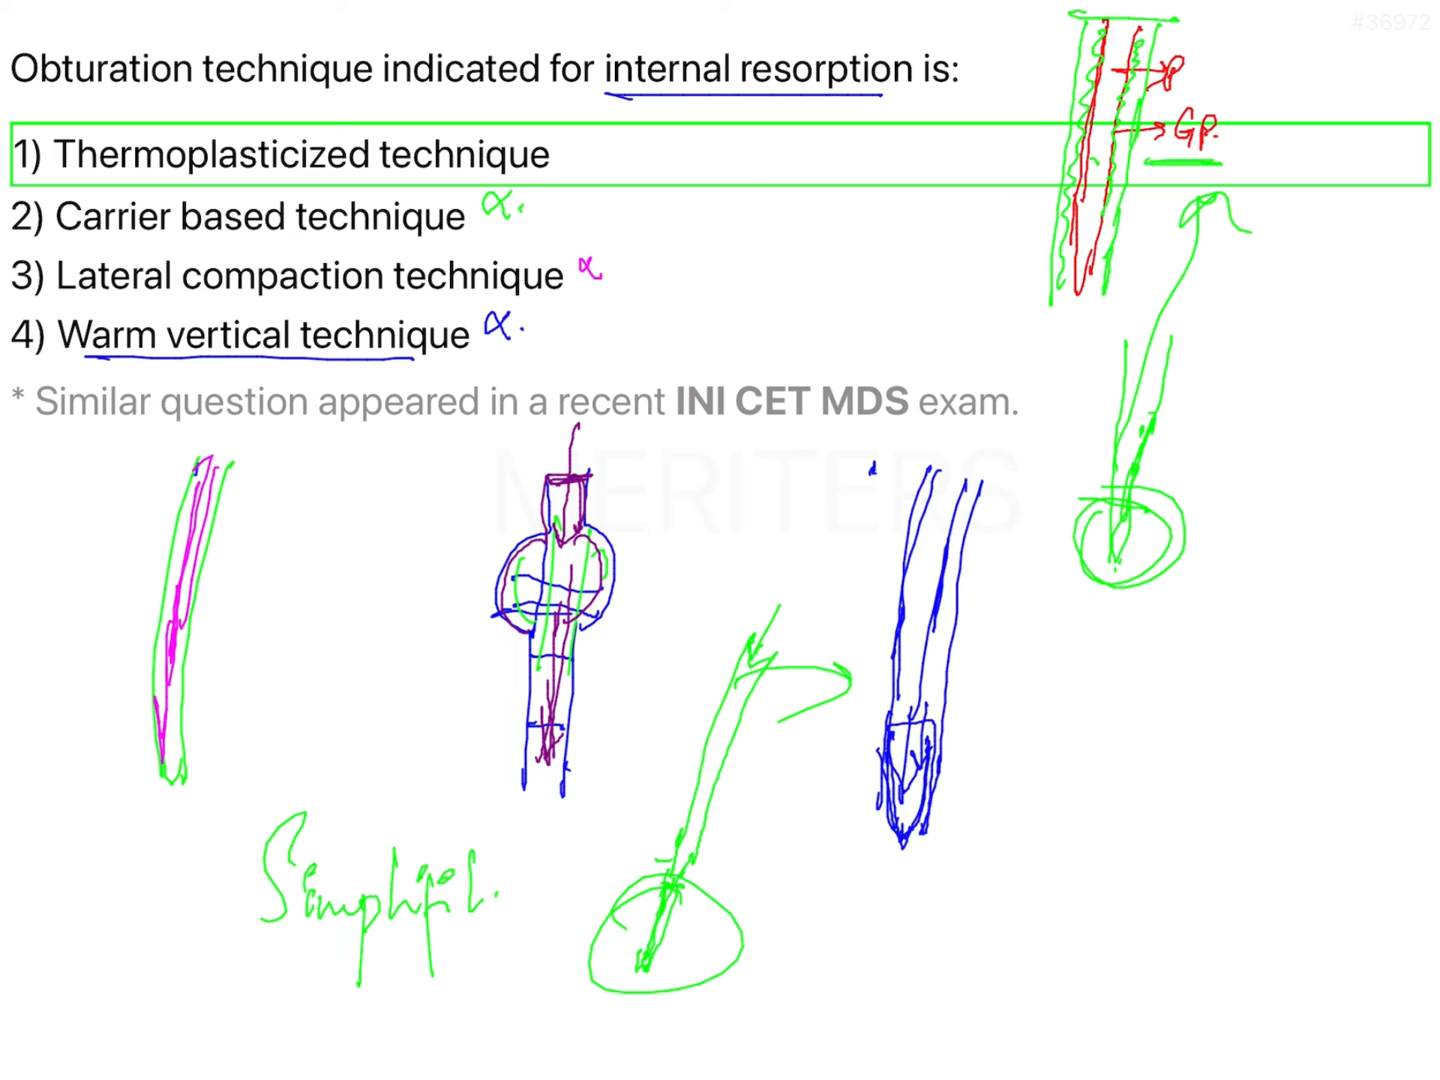 #36972
Obturation technique indicated for internal resorption is:
1) Thermoplasticized technique
2) Carrier based technique
3) Lateral compaction technique
4) Warm vertical technique
* Similar question appeared in a recent INI CET MDS exam.
P
GP.
MERITERS
Simplifil.